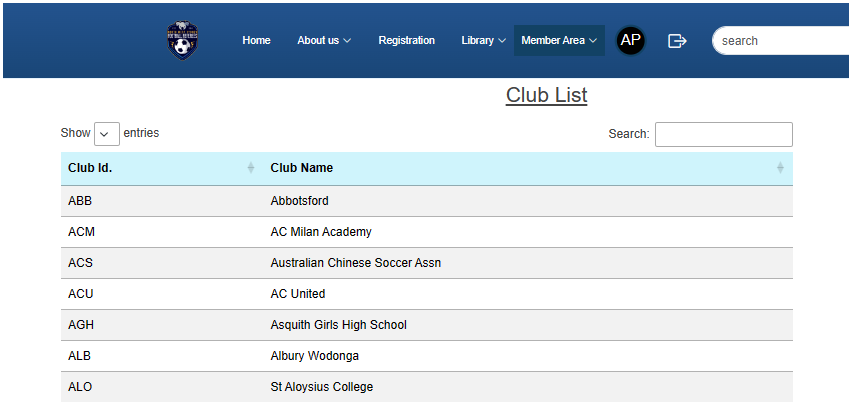 Home About us Registration Library Member Area AP search
Club List
Show entries Search:
Club Id. Club Name
ABB Abbotsford
ACM AC Milan Academy
ACS Australian Chinese Soccer Assn
ACU AC United
AGH Asquith Girls High School
ALB Albury Wodonga
ALO St Aloysius College